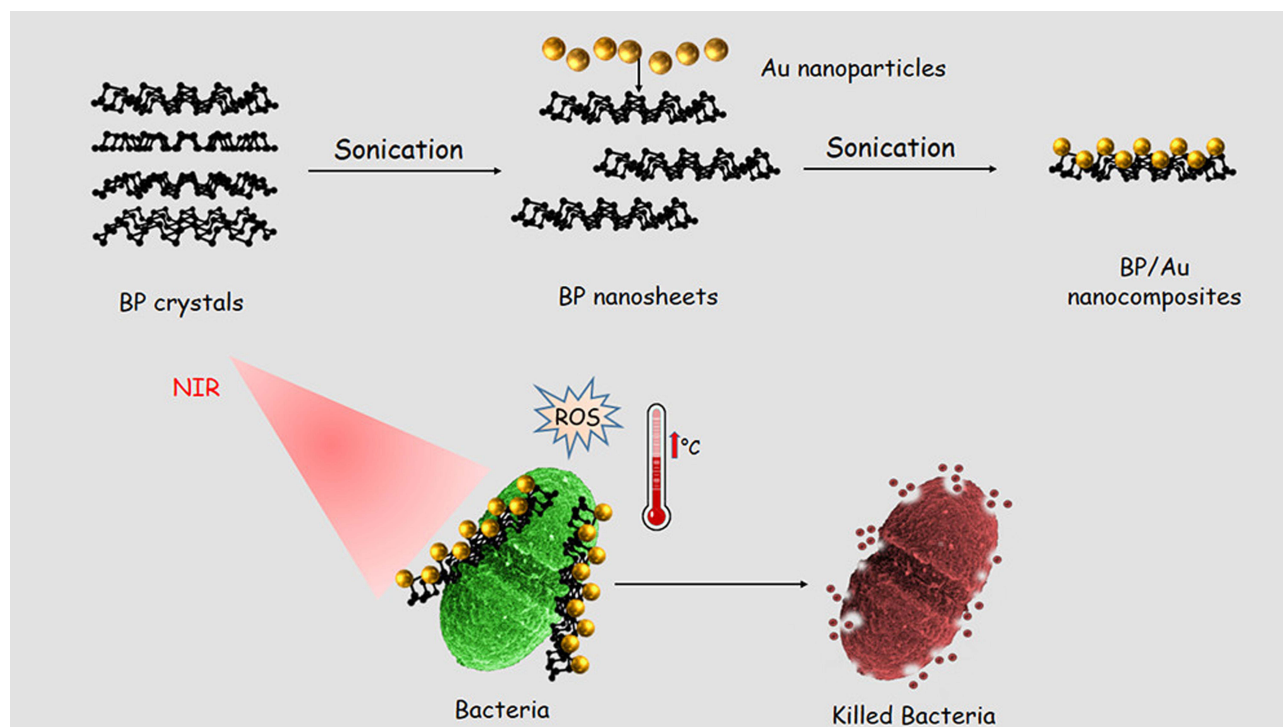 Au nanoparticles
Sonication
Sonication
BP crystals
BP nanosheets
BP/Au
nanocomposites
NIR
ROS
°C
Bacteria
Killed Bacteria